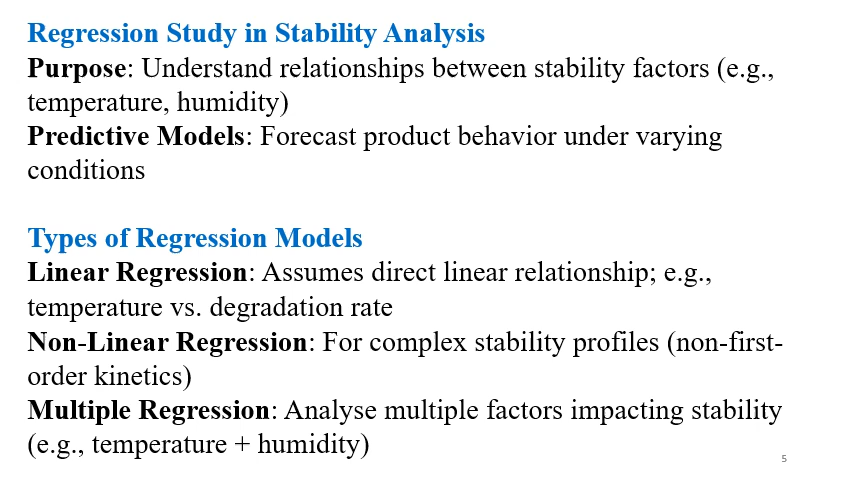 Regression Study in Stability Analysis
Purpose: Understand relationships between stability factors (e.g.,
temperature, humidity)
Predictive Models: Forecast product behavior under varying
conditions
Types of Regression Models
Linear Regression: Assumes direct linear relationship; e.g.,
temperature vs. degradation rate
Non-Linear Regression: For complex stability profiles (non-first-
order kinetics)
Multiple Regression: Analyse multiple factors impacting stability
(e.g., temperature + humidity)
5